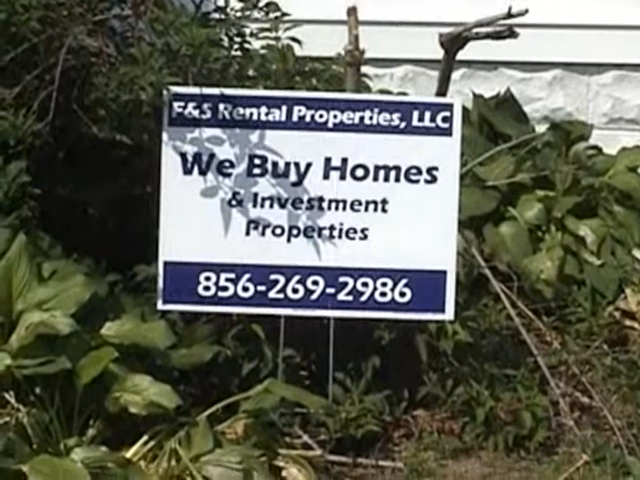 F&S Rental Properties, LLC
We Buy Homes
& Investment
Properties
856-269-2986